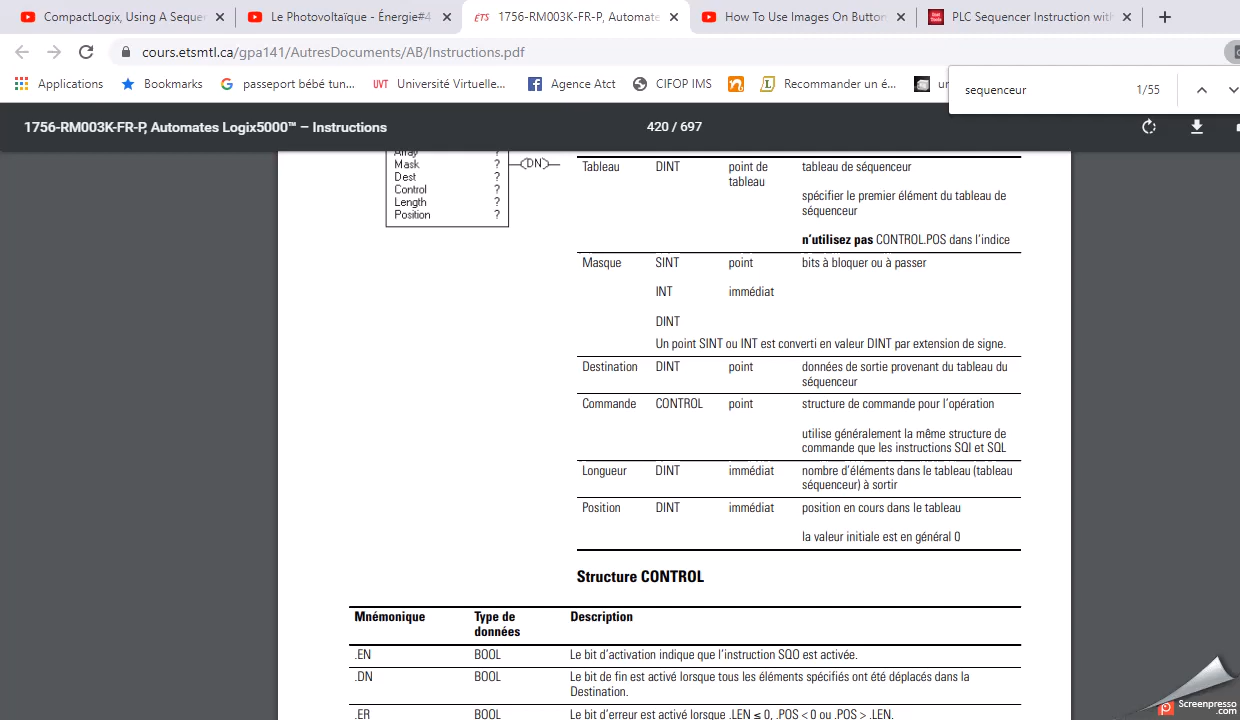 CompactLogix, Using A Seque
Le Photovoltaïque - Énergie#4
ETS 1756-RM003K-FR-P, Automate
How To Use Images On Button
PLC Sequencer Instruction with
cours.etsmtl.ca/gpa141/AutresDocuments/AB/Instructions.pdf
Applications
Bookmarks
passeport bébé tun...
UVT Université Virtuelle...
Agence Atct
CIFOP IMS
Recommander un é...
un
sequenceur 1/55
1756-RM003K-FR-P, Automates Logix5000™ – Instructions
420 / 697
Array ?
Mask ?
Dest ?
Control ?
Length ?
Position ?
DN
Tableau DINT point de tableau de séquenceur
tableau
spécifier le premier élément du tableau de
séquenceur
n'utilisez pas CONTROL.POS dans l'indice
Masque SINT point bits à bloquer ou à passer
INT immédiat
DINT
Un point SINT ou INT est converti en valeur DINT par extension de signe.
Destination DINT point données de sortie provenant du tableau du
séquenceur
Commande CONTROL point structure de commande pour l'opération
utilise généralement la même structure de
commande que les instructions SQI et SQL
Longueur DINT immédiat nombre d'éléments dans le tableau (tableau
séquenceur) à sortir
Position DINT immédiat position en cours dans le tableau
la valeur initiale est en général 0
Structure CONTROL
Mnémonique Type de Description
données
.EN BOOL Le bit d'activation indique que l'instruction SQO est activée.
.DN BOOL Le bit de fin est activé lorsque tous les éléments spécifiés ont été déplacés dans la
Destination.
.ER BOOL Le bit d'erreur est activé lorsque .LEN ≤ 0, .POS < 0 ou .POS > .LEN.
Screenpresso
.com